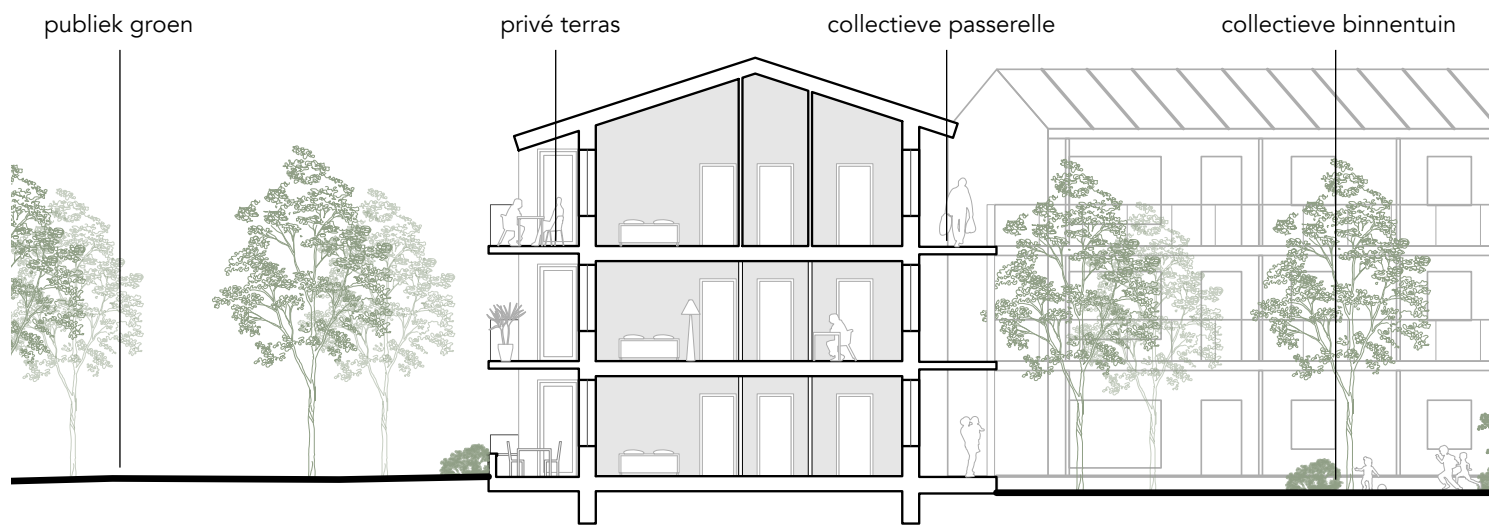 publiek groen
privé terras
collectieve passerelle
collectieve binnentuin